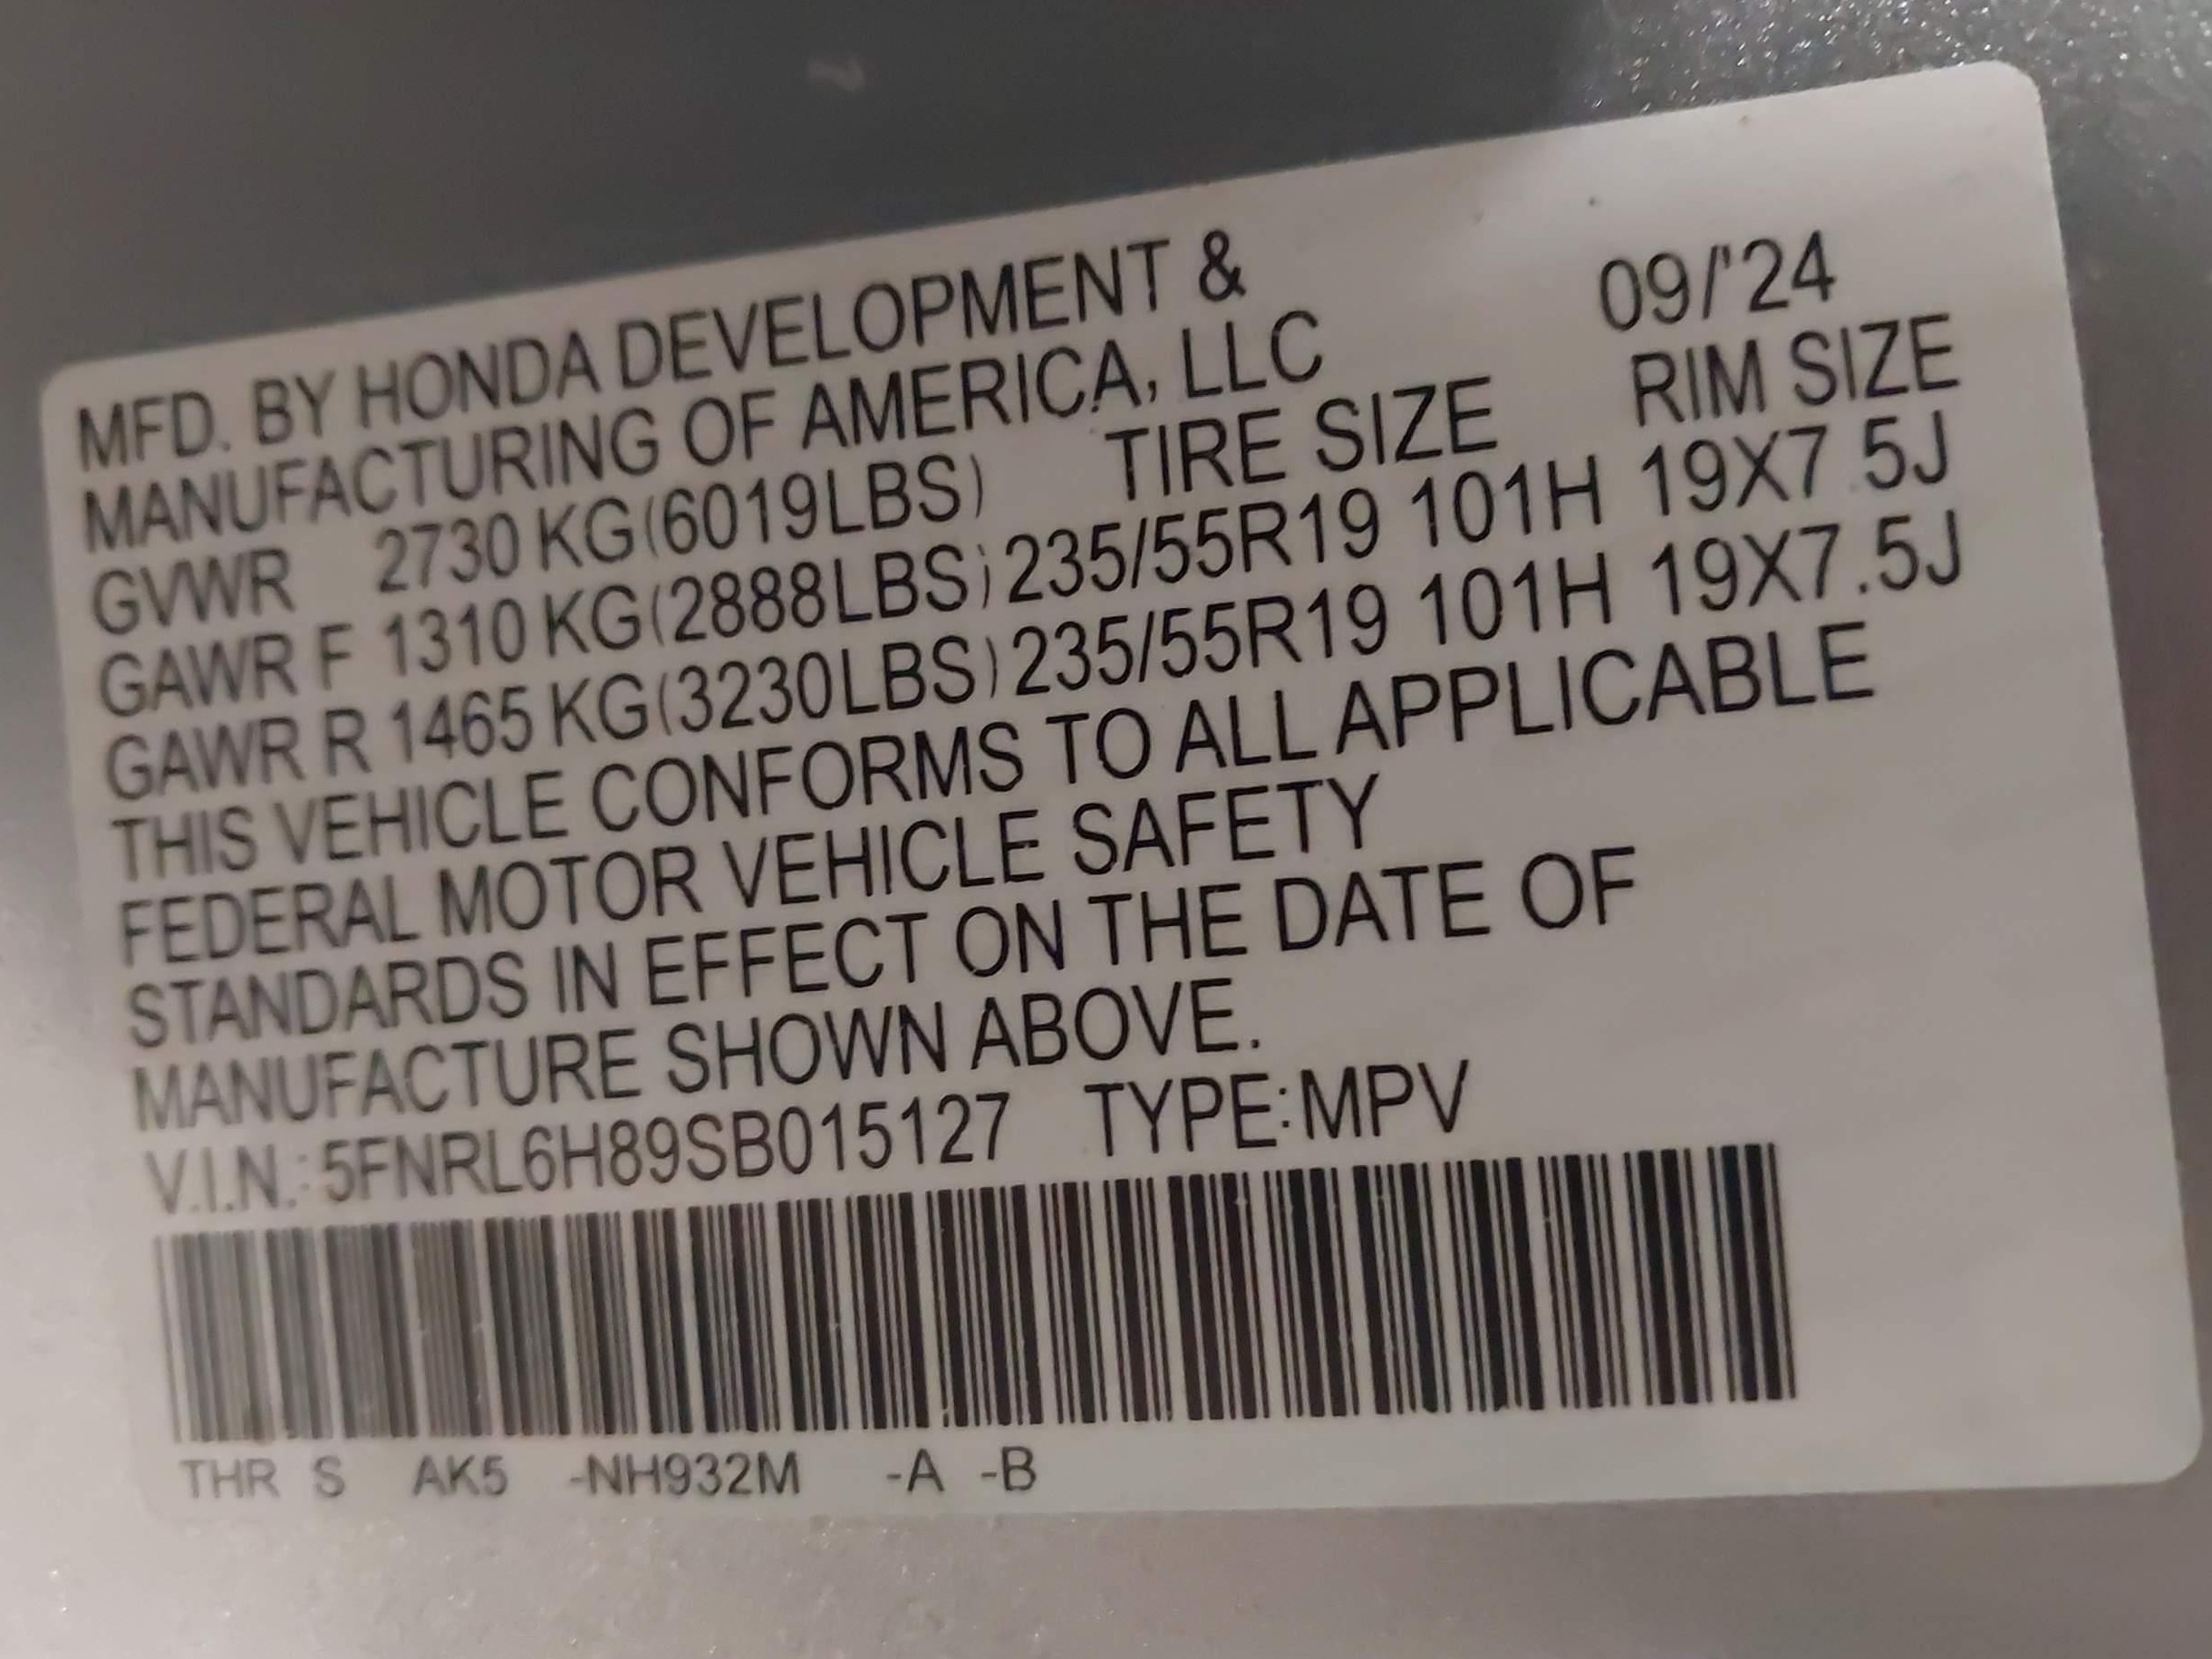 MFD. BY HONDA DEVELOPMENT & 09/'24
MANUFACTURING OF AMERICA, LLC RIM SIZE
GVWR 2730 KG(6019LBS) TIRE SIZE
GAWR F 1310 KG(2888LBS) 235/55R19 101H 19X7.5J
GAWR R 1465 KG(3230LBS) 235/55R19 101H 19X7.5J
THIS VEHICLE CONFORMS TO ALL APPLICABLE
FEDERAL MOTOR VEHICLE SAFETY
STANDARDS IN EFFECT ON THE DATE OF
MANUFACTURE SHOWN ABOVE.
V.I.N.: 5FNRL6H89SB015127 TYPE:MPV
THR S AK5 -NH932M -A -B